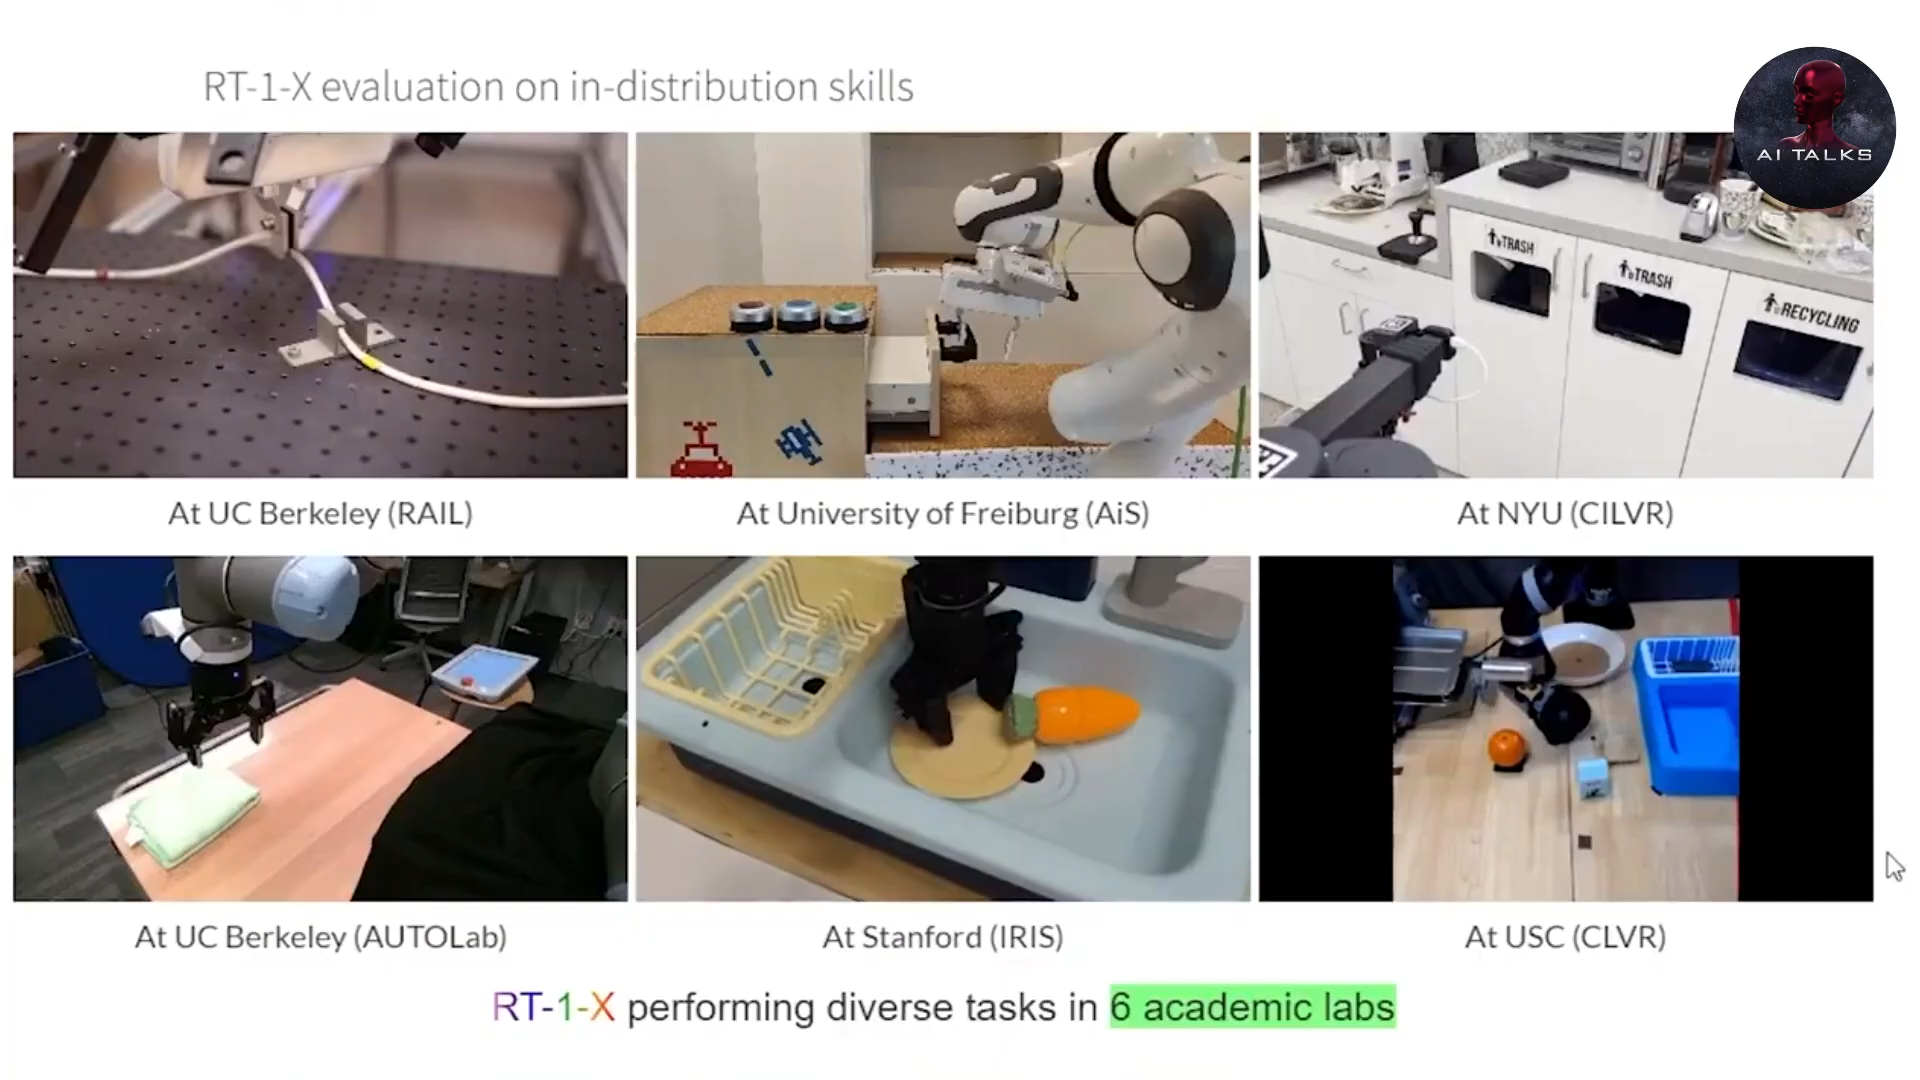 RT-1-X evaluation on in-distribution skills
AI TALKS
TRASH
TRASH
RECYCLING
At UC Berkeley (RAIL)
At University of Freiburg (AiS)
At NYU (CILVR)
At UC Berkeley (AUTOLab)
At Stanford (IRIS)
At USC (CLVR)
RT-1-X performing diverse tasks in 6 academic labs